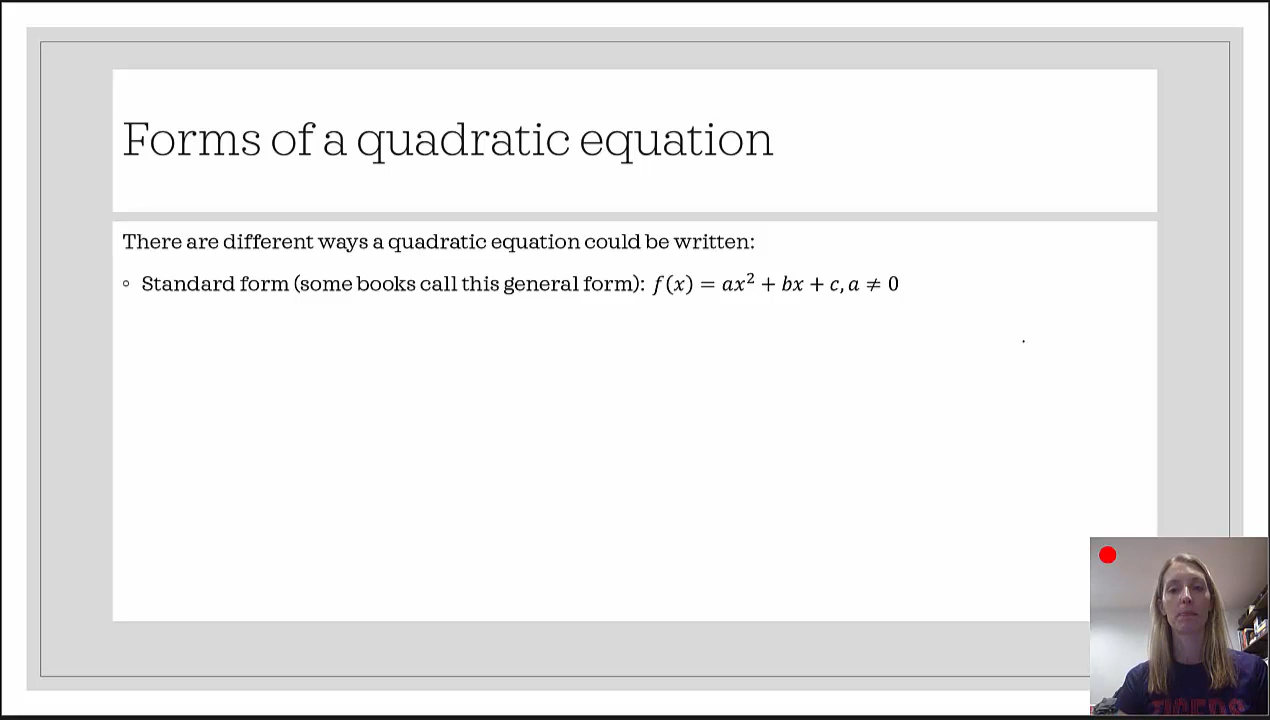 Forms of a quadratic equation
There are different ways a quadratic equation could be written:
◦ Standard form (some books call this general form): 𝑓(𝑥) = 𝑎𝑥² + 𝑏𝑥 + 𝑐, 𝑎 ≠ 0
TIGERS